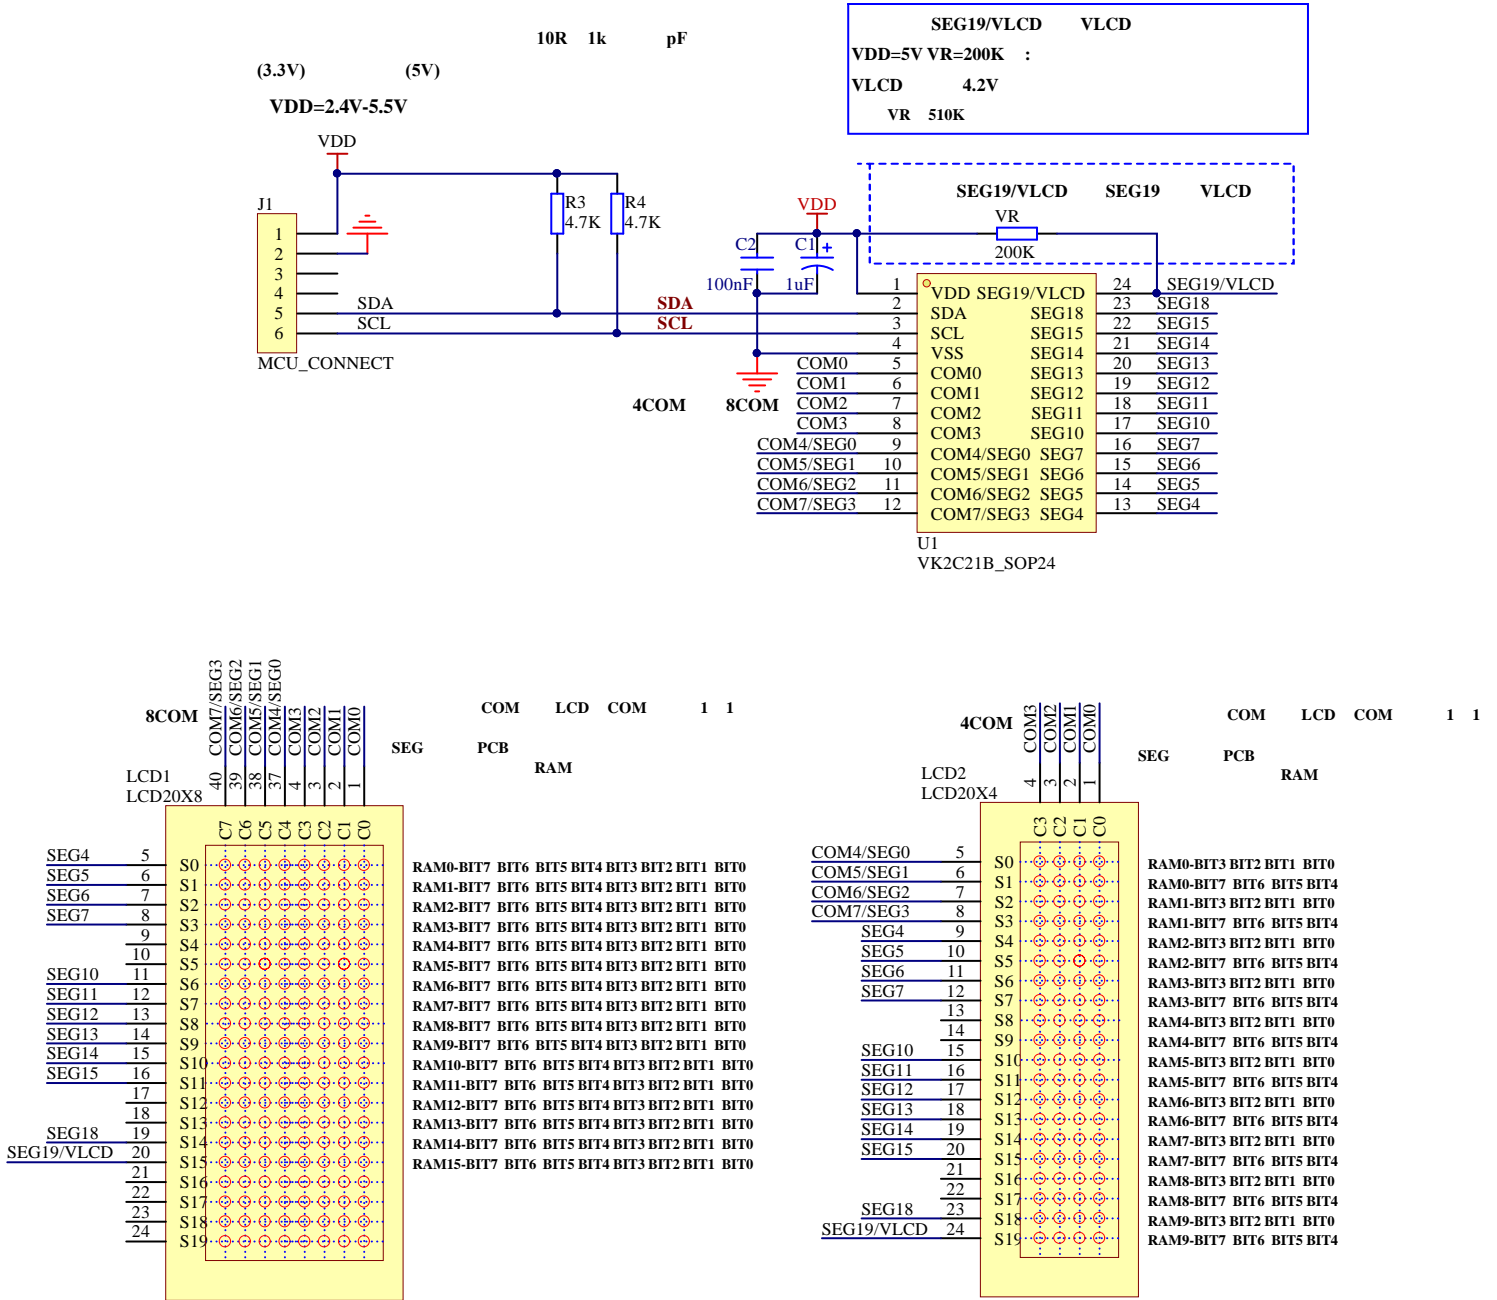 10R 1k pF
(3.3V) (5V)
VDD=2.4V-5.5V
SEG19/VLCD VLCD
VDD=5V VR=200K :
VLCD 4.2V
VR 510K
VDD
J1
1
2
3
4
5
6
MCU_CONNECT
SDA
SCL
R3
4.7K
R4
4.7K
SDA
SCL
VDD
C2
100nF
C1
+
1uF
SEG19/VLCD SEG19 VLCD
VR
200K
4COM 8COM
1 VDD SEG19/VLCD 24 SEG19/VLCD
2 SDA SEG18 23 SEG18
3 SCL SEG15 22 SEG15
4 VSS SEG14 21 SEG14
COM0 5 COM0 SEG13 20 SEG13
COM1 6 COM1 SEG12 19 SEG12
COM2 7 COM2 SEG11 18 SEG11
COM3 8 COM3 SEG10 17 SEG10
COM4/SEG0 9 COM4/SEG0 SEG7 16 SEG7
COM5/SEG1 10 COM5/SEG1 SEG6 15 SEG6
COM6/SEG2 11 COM6/SEG2 SEG5 14 SEG5
COM7/SEG3 12 COM7/SEG3 SEG4 13 SEG4
U1
VK2C21B_SOP24
8COM
COM7/SEG3 COM6/SEG2 COM5/SEG1 COM4/SEG0 COM3 COM2 COM1 COM0
COM LCD COM 1 1
SEG PCB
RAM
LCD1
LCD20X8
40 39 38 37 4 3 2 1
C7 C6 C5 C4 C3 C2 C1 C0
SEG4 5 S0 RAM0-BIT7 BIT6 BIT5 BIT4 BIT3 BIT2 BIT1 BIT0
SEG5 6 S1 RAM1-BIT7 BIT6 BIT5 BIT4 BIT3 BIT2 BIT1 BIT0
SEG6 7 S2 RAM2-BIT7 BIT6 BIT5 BIT4 BIT3 BIT2 BIT1 BIT0
SEG7 8 S3 RAM3-BIT7 BIT6 BIT5 BIT4 BIT3 BIT2 BIT1 BIT0
9 S4 RAM4-BIT7 BIT6 BIT5 BIT4 BIT3 BIT2 BIT1 BIT0
10 S5 RAM5-BIT7 BIT6 BIT5 BIT4 BIT3 BIT2 BIT1 BIT0
SEG10 11 S6 RAM6-BIT7 BIT6 BIT5 BIT4 BIT3 BIT2 BIT1 BIT0
SEG11 12 S7 RAM7-BIT7 BIT6 BIT5 BIT4 BIT3 BIT2 BIT1 BIT0
SEG12 13 S8 RAM8-BIT7 BIT6 BIT5 BIT4 BIT3 BIT2 BIT1 BIT0
SEG13 14 S9 RAM9-BIT7 BIT6 BIT5 BIT4 BIT3 BIT2 BIT1 BIT0
SEG14 15 S10 RAM10-BIT7 BIT6 BIT5 BIT4 BIT3 BIT2 BIT1 BIT0
SEG15 16 S11 RAM11-BIT7 BIT6 BIT5 BIT4 BIT3 BIT2 BIT1 BIT0
17 S12 RAM12-BIT7 BIT6 BIT5 BIT4 BIT3 BIT2 BIT1 BIT0
18 S13 RAM13-BIT7 BIT6 BIT5 BIT4 BIT3 BIT2 BIT1 BIT0
SEG18 19 S14 RAM14-BIT7 BIT6 BIT5 BIT4 BIT3 BIT2 BIT1 BIT0
SEG19/VLCD 20 S15 RAM15-BIT7 BIT6 BIT5 BIT4 BIT3 BIT2 BIT1 BIT0
21 S16
22 S17
23 S18
24 S19
4COM
COM3 COM2 COM1 COM0
COM LCD COM 1 1
SEG PCB
RAM
LCD2
LCD20X4
4 3 2 1
C3 C2 C1 C0
COM4/SEG0 5 S0 RAM0-BIT3 BIT2 BIT1 BIT0
COM5/SEG1 6 S1 RAM0-BIT7 BIT6 BIT5 BIT4
COM6/SEG2 7 S2 RAM1-BIT3 BIT2 BIT1 BIT0
COM7/SEG3 8 S3 RAM1-BIT7 BIT6 BIT5 BIT4
SEG4 9 S4 RAM2-BIT3 BIT2 BIT1 BIT0
SEG5 10 S5 RAM2-BIT7 BIT6 BIT5 BIT4
SEG6 11 S6 RAM3-BIT3 BIT2 BIT1 BIT0
SEG7 12 S7 RAM3-BIT7 BIT6 BIT5 BIT4
13 S8 RAM4-BIT3 BIT2 BIT1 BIT0
14 S9 RAM4-BIT7 BIT6 BIT5 BIT4
SEG10 15 S10 RAM5-BIT3 BIT2 BIT1 BIT0
SEG11 16 S11 RAM5-BIT7 BIT6 BIT5 BIT4
SEG12 17 S12 RAM6-BIT3 BIT2 BIT1 BIT0
SEG13 18 S13 RAM6-BIT7 BIT6 BIT5 BIT4
SEG14 19 S14 RAM7-BIT3 BIT2 BIT1 BIT0
SEG15 20 S15 RAM7-BIT7 BIT6 BIT5 BIT4
21 S16 RAM8-BIT3 BIT2 BIT1 BIT0
22 S17 RAM8-BIT7 BIT6 BIT5 BIT4
SEG18 23 S18 RAM9-BIT3 BIT2 BIT1 BIT0
SEG19/VLCD 24 S19 RAM9-BIT7 BIT6 BIT5 BIT4